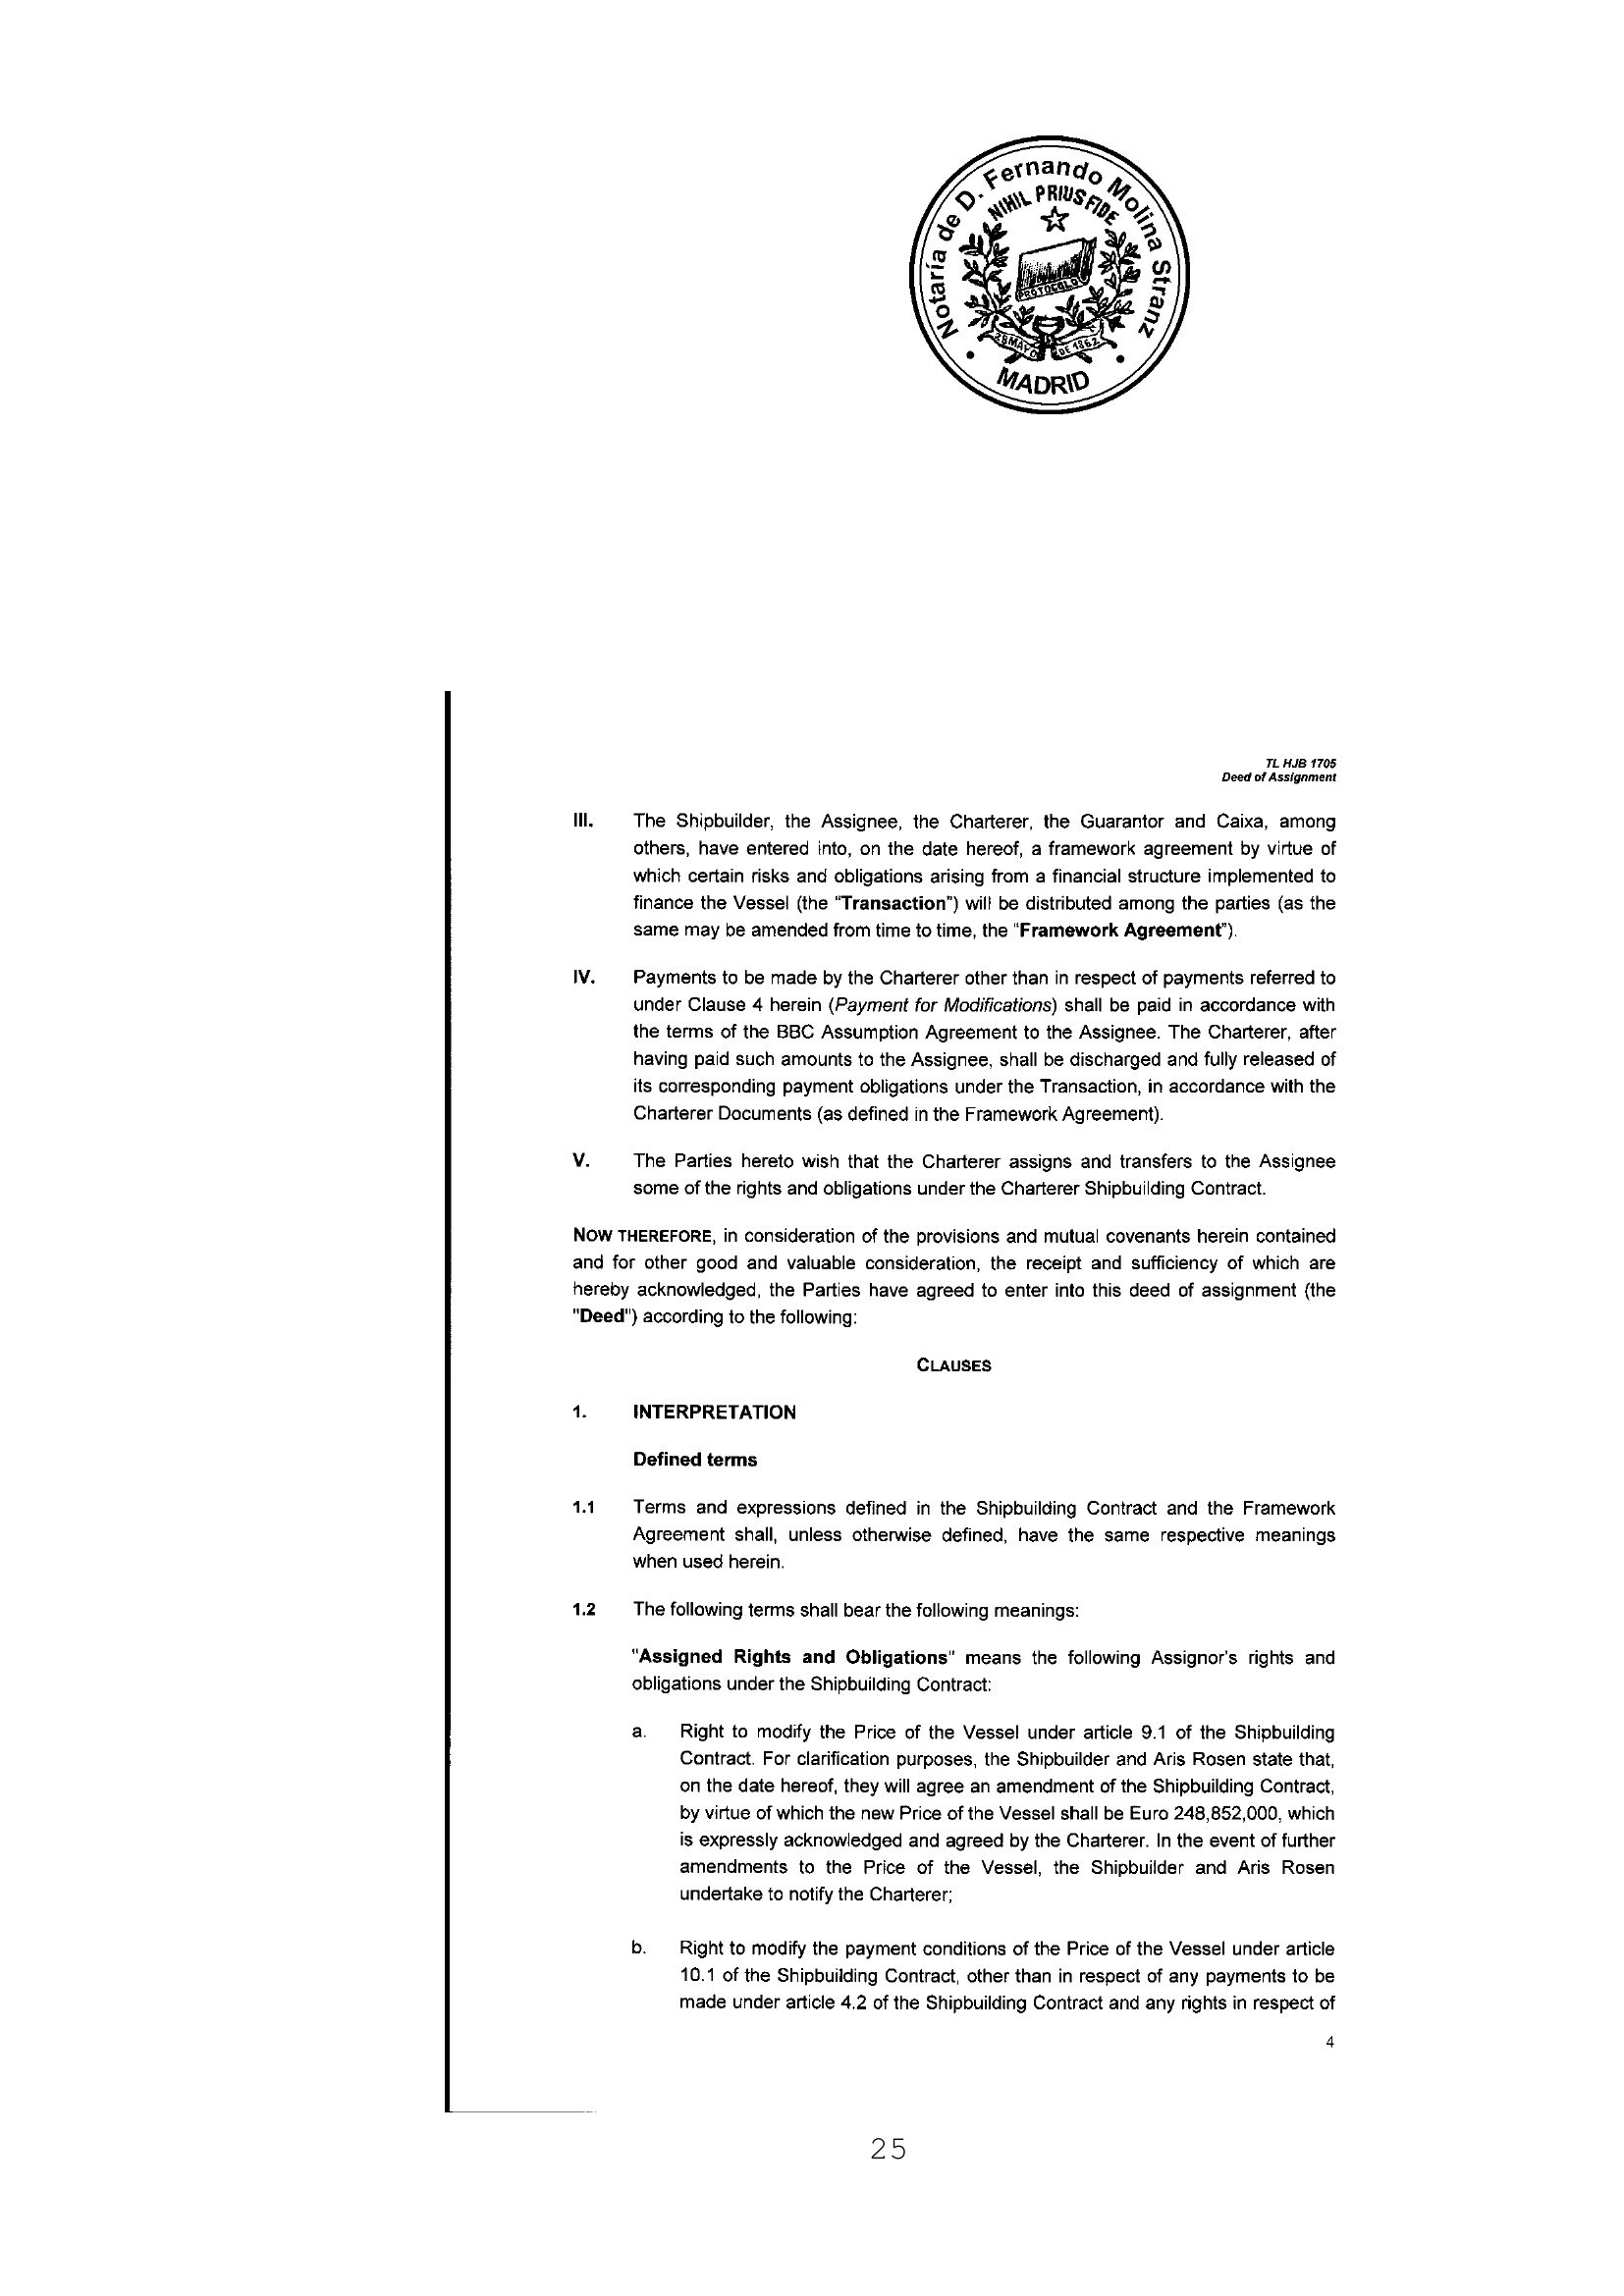 Notaría de D. Fernando Molina Stranz
NIHIL PRIUS FIDE
PROTOCOLO
28 MAYO DE 1862
MADRID
TL HJB 1705
Deed of Assignment
III. The Shipbuilder, the Assignee, the Charterer, the Guarantor and Caixa, among
others, have entered into, on the date hereof, a framework agreement by virtue of
which certain risks and obligations arising from a financial structure implemented to
finance the Vessel (the "Transaction") will be distributed among the parties (as the
same may be amended from time to time, the "Framework Agreement").
IV. Payments to be made by the Charterer other than in respect of payments referred to
under Clause 4 herein (Payment for Modifications) shall be paid in accordance with
the terms of the BBC Assumption Agreement to the Assignee. The Charterer, after
having paid such amounts to the Assignee, shall be discharged and fully released of
its corresponding payment obligations under the Transaction, in accordance with the
Charterer Documents (as defined in the Framework Agreement).
V. The Parties hereto wish that the Charterer assigns and transfers to the Assignee
some of the rights and obligations under the Charterer Shipbuilding Contract.
NOW THEREFORE, in consideration of the provisions and mutual covenants herein contained
and for other good and valuable consideration, the receipt and sufficiency of which are
hereby acknowledged, the Parties have agreed to enter into this deed of assignment (the
"Deed") according to the following:
CLAUSES
1. INTERPRETATION
Defined terms
1.1 Terms and expressions defined in the Shipbuilding Contract and the Framework
Agreement shall, unless otherwise defined, have the same respective meanings
when used herein.
1.2 The following terms shall bear the following meanings:
"Assigned Rights and Obligations" means the following Assignor's rights and
obligations under the Shipbuilding Contract:
a. Right to modify the Price of the Vessel under article 9.1 of the Shipbuilding
Contract. For clarification purposes, the Shipbuilder and Aris Rosen state that,
on the date hereof, they will agree an amendment of the Shipbuilding Contract,
by virtue of which the new Price of the Vessel shall be Euro 248,852,000, which
is expressly acknowledged and agreed by the Charterer. In the event of further
amendments to the Price of the Vessel, the Shipbuilder and Aris Rosen
undertake to notify the Charterer;
b. Right to modify the payment conditions of the Price of the Vessel under article
10.1 of the Shipbuilding Contract, other than in respect of any payments to be
made under article 4.2 of the Shipbuilding Contract and any rights in respect of
4
25